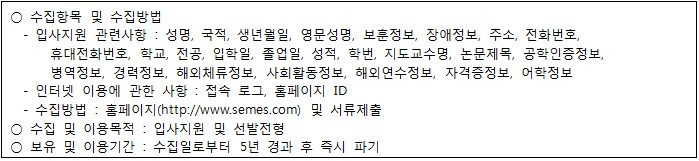 ○ 수집항목 및 수집방법
- 입사지원 관련사항 : 성명, 국적, 생년월일, 영문성명, 보훈정보, 장애정보, 주소, 전화번호,
휴대전화번호, 학교, 전공, 입학일, 졸업일, 성적, 학번, 지도교수명, 논문제목, 공학인증정보,
병역정보, 경력정보, 해외체류정보, 사회활동정보, 해외연수정보, 자격증정보, 어학정보
- 인터넷 이용에 관한 사항 : 접속 로그, 홈페이지 ID
- 수집방법 : 홈페이지(http://www.semes.com) 및 서류제출
○ 수집 및 이용목적 : 입사지원 및 선발전형
○ 보유 및 이용기간 : 수집일로부터 5년 경과 후 즉시 파기